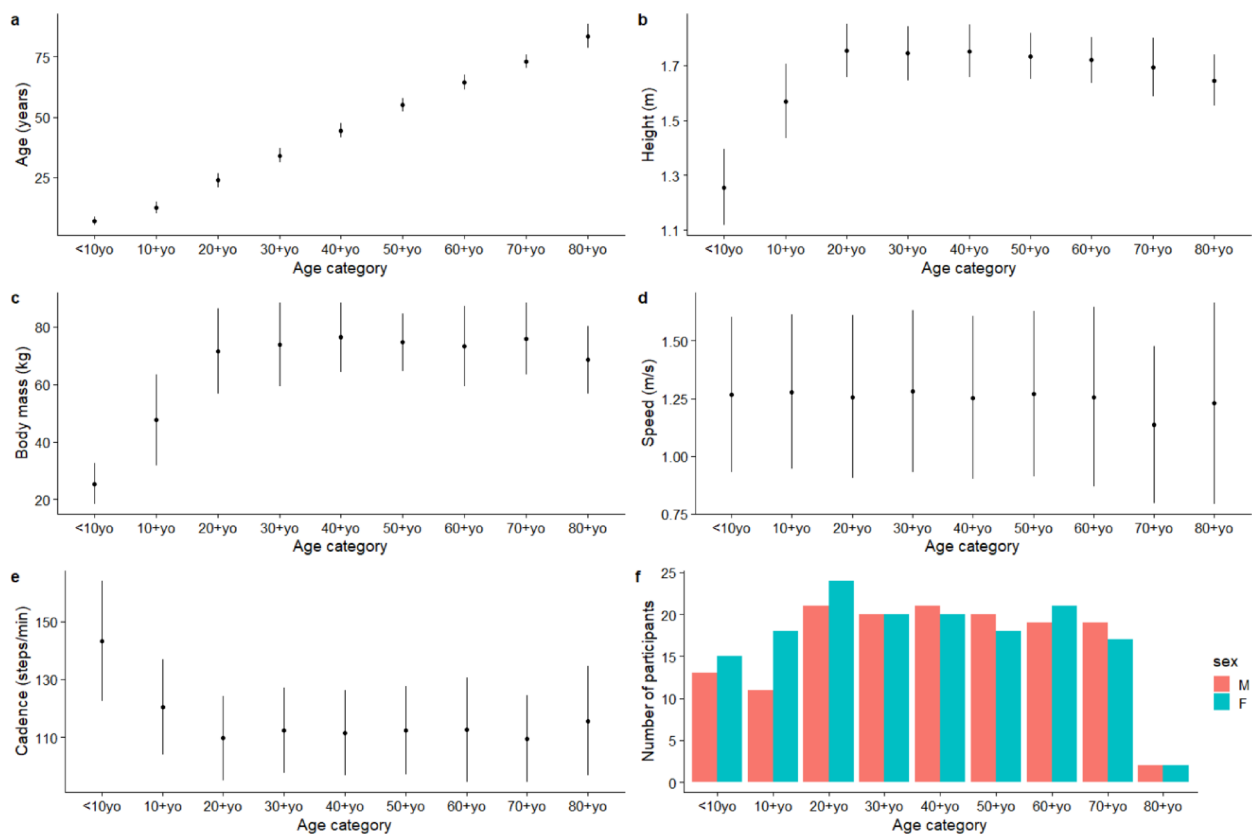 a
Age (years)
75
50
25
<10yo 10+yo 20+yo 30+yo 40+yo 50+yo 60+yo 70+yo 80+yo
Age category
b
Height (m)
1.7
1.5
1.3
1.1
<10yo 10+yo 20+yo 30+yo 40+yo 50+yo 60+yo 70+yo 80+yo
Age category
c
Body mass (kg)
80
60
40
20
<10yo 10+yo 20+yo 30+yo 40+yo 50+yo 60+yo 70+yo 80+yo
Age category
d
Speed (m/s)
1.50
1.25
1.00
0.75
<10yo 10+yo 20+yo 30+yo 40+yo 50+yo 60+yo 70+yo 80+yo
Age category
e
Cadence (steps/min)
150
130
110
<10yo 10+yo 20+yo 30+yo 40+yo 50+yo 60+yo 70+yo 80+yo
Age category
f
Number of participants
25
20
15
10
5
0
<10yo 10+yo 20+yo 30+yo 40+yo 50+yo 60+yo 70+yo 80+yo
Age category
sex
M
F